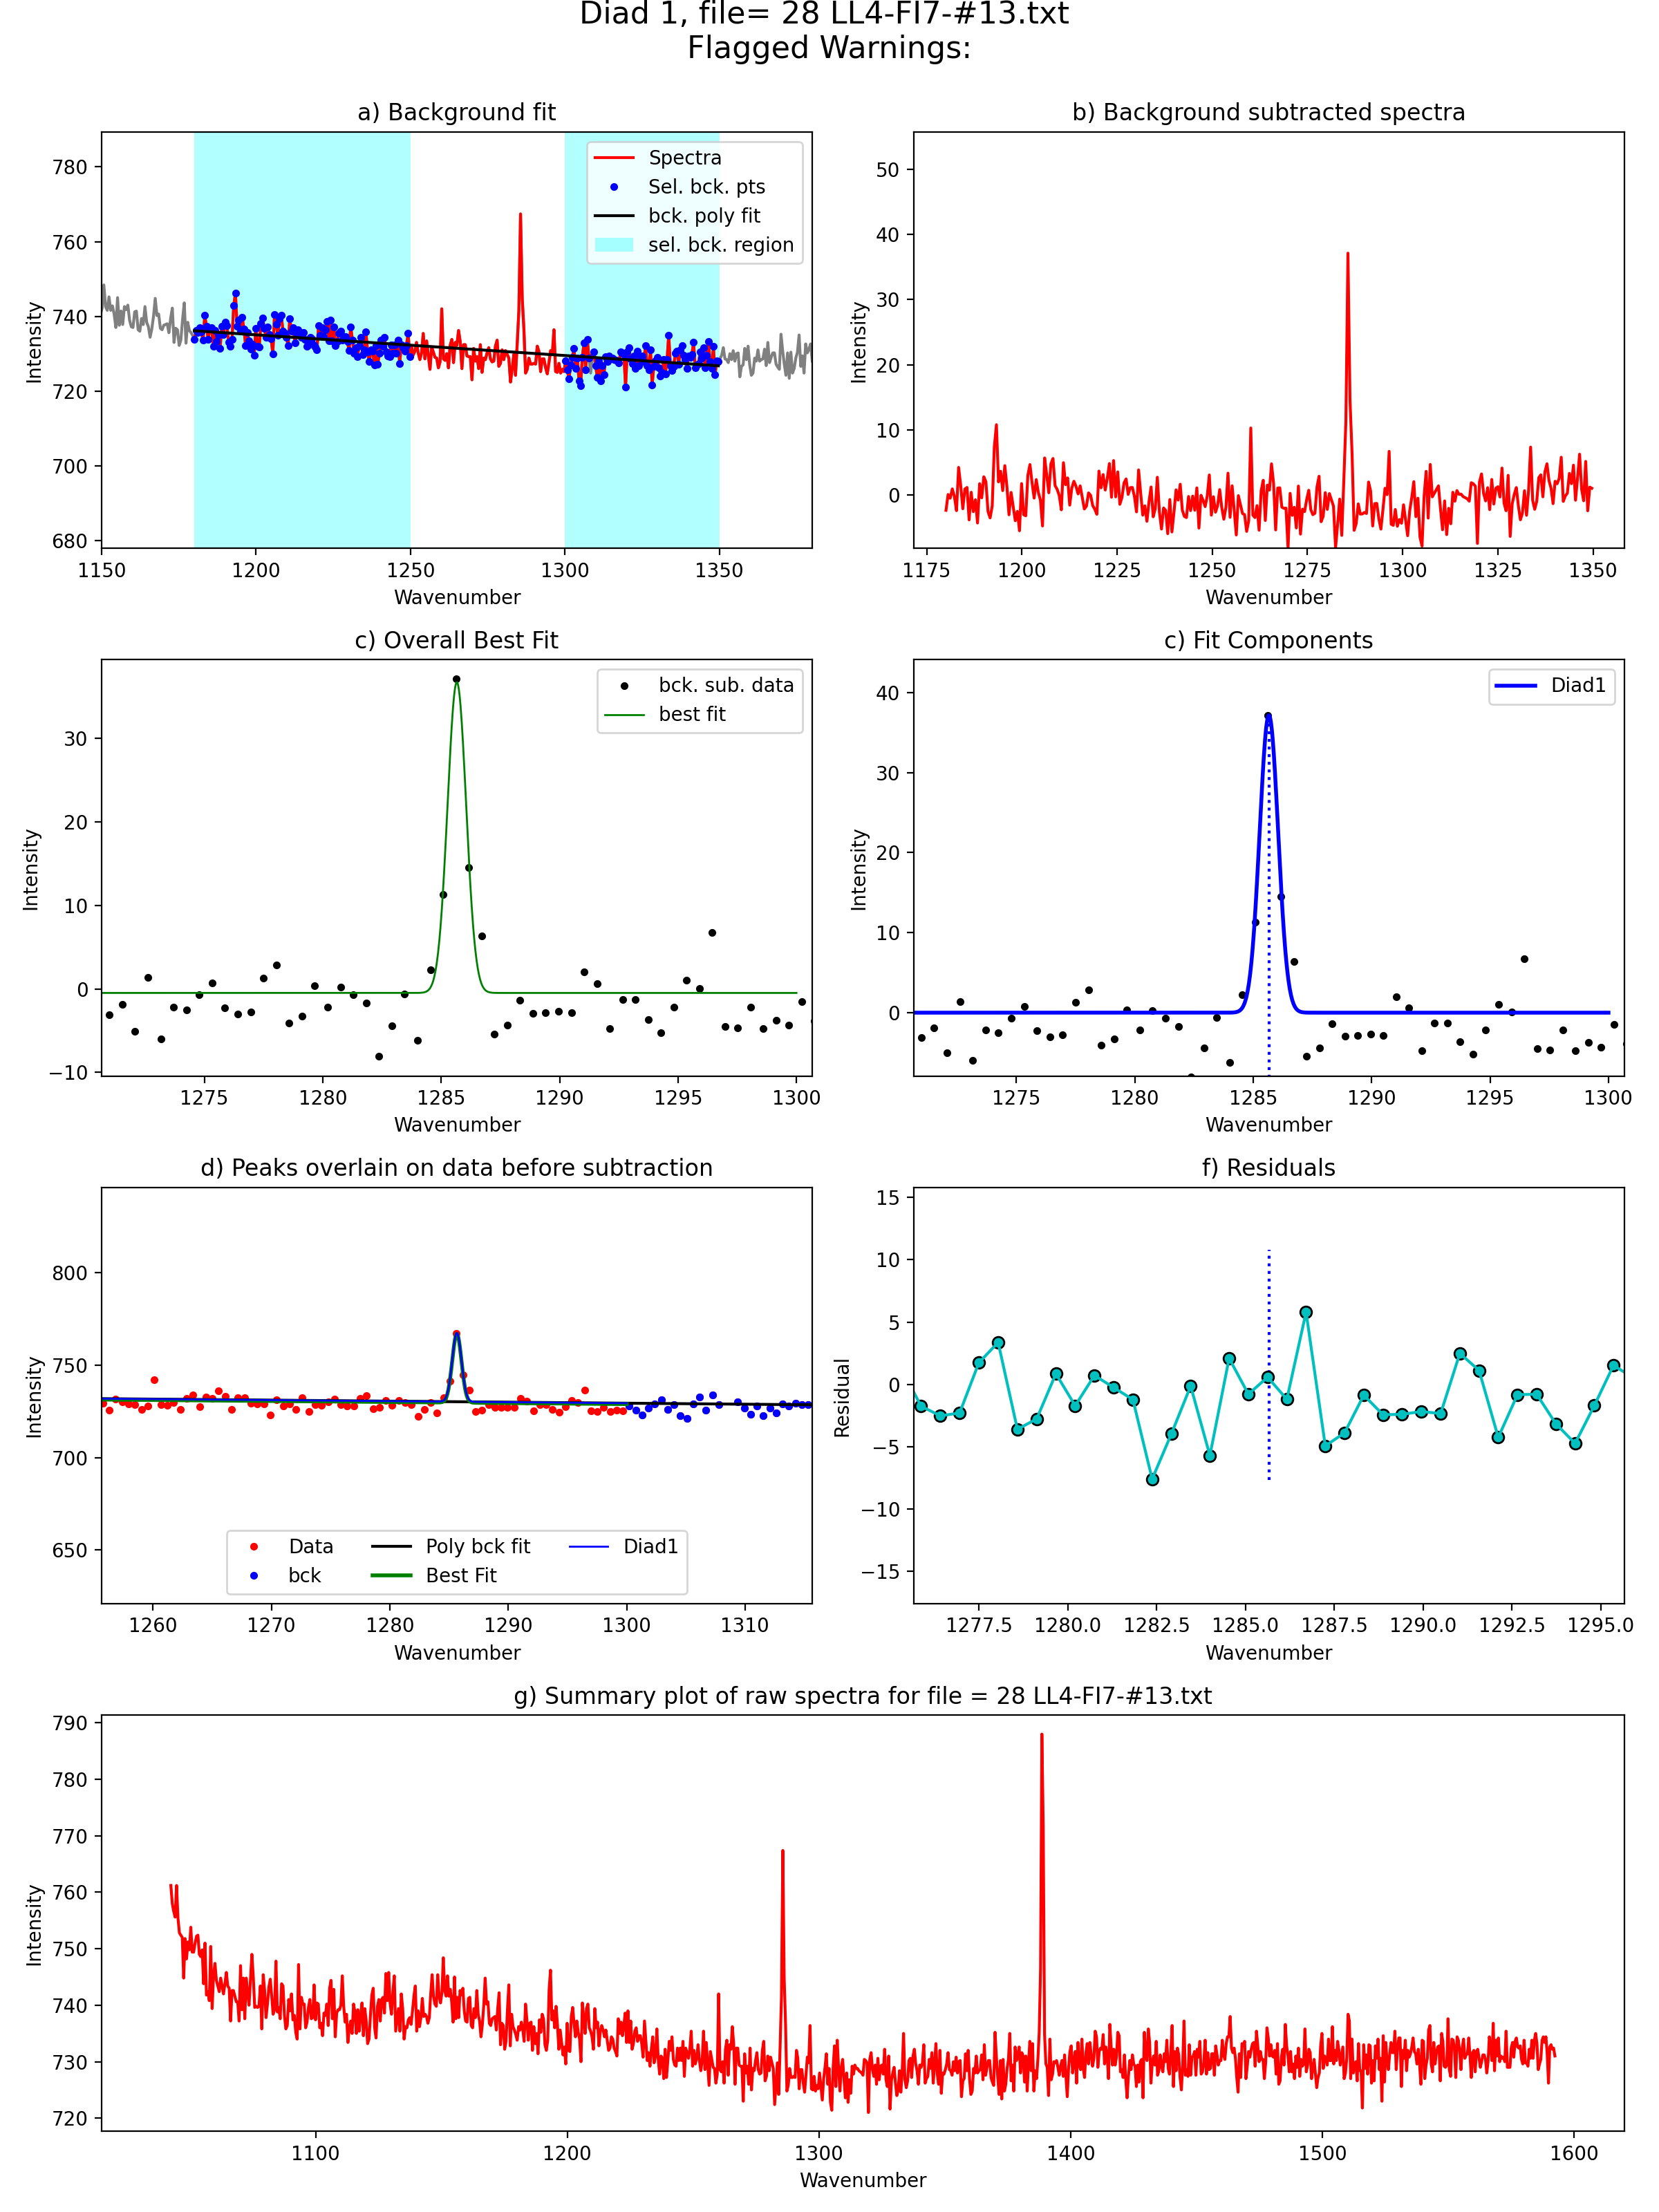 Diad 1, file= 28 LL4-FI7-#13.txt
Flagged Warnings:
a) Background fit
780
760
740
720
700
680
Intensity
Spectra
Sel. bck. pts
bck. poly fit
sel. bck. region
1150 1200 1250 1300 1350
Wavenumber
b) Background subtracted spectra
50
40
30
20
10
0
Intensity
1175 1200 1225 1250 1275 1300 1325 1350
Wavenumber
c) Overall Best Fit
30
20
10
0
−10
Intensity
bck. sub. data
best fit
1275 1280 1285 1290 1295 1300
Wavenumber
c) Fit Components
40
30
20
10
0
Intensity
Diad1
1275 1280 1285 1290 1295 1300
Wavenumber
d) Peaks overlain on data before subtraction
800
750
700
650
Intensity
Data
bck
Poly bck fit
Best Fit
Diad1
1260 1270 1280 1290 1300 1310
Wavenumber
f) Residuals
15
10
5
0
−5
−10
−15
Residual
1277.5 1280.0 1282.5 1285.0 1287.5 1290.0 1292.5 1295.0
Wavenumber
g) Summary plot of raw spectra for file = 28 LL4-FI7-#13.txt
790
780
770
760
750
740
730
720
Intensity
1100 1200 1300 1400 1500 1600
Wavenumber